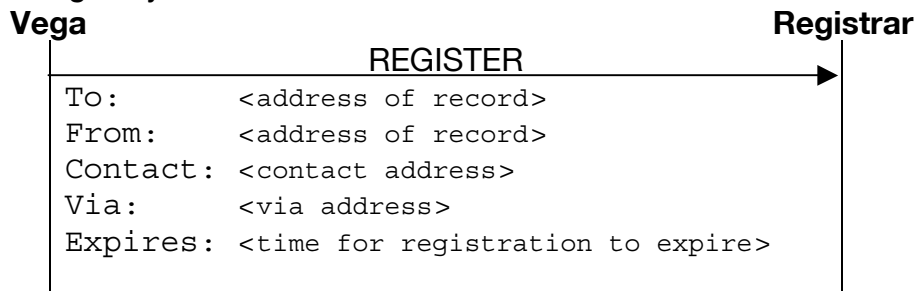 Vega Registrar
REGISTER
To: <address of record>
From: <address of record>
Contact: <contact address>
Via: <via address>
Expires: <time for registration to expire>